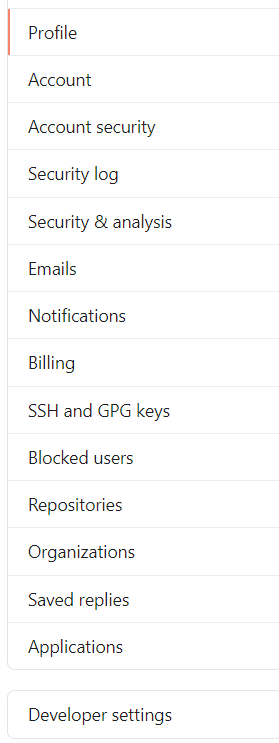 Profile
Account
Account security
Security log
Security & analysis
Emails
Notifications
Billing
SSH and GPG keys
Blocked users
Repositories
Organizations
Saved replies
Applications
Developer settings